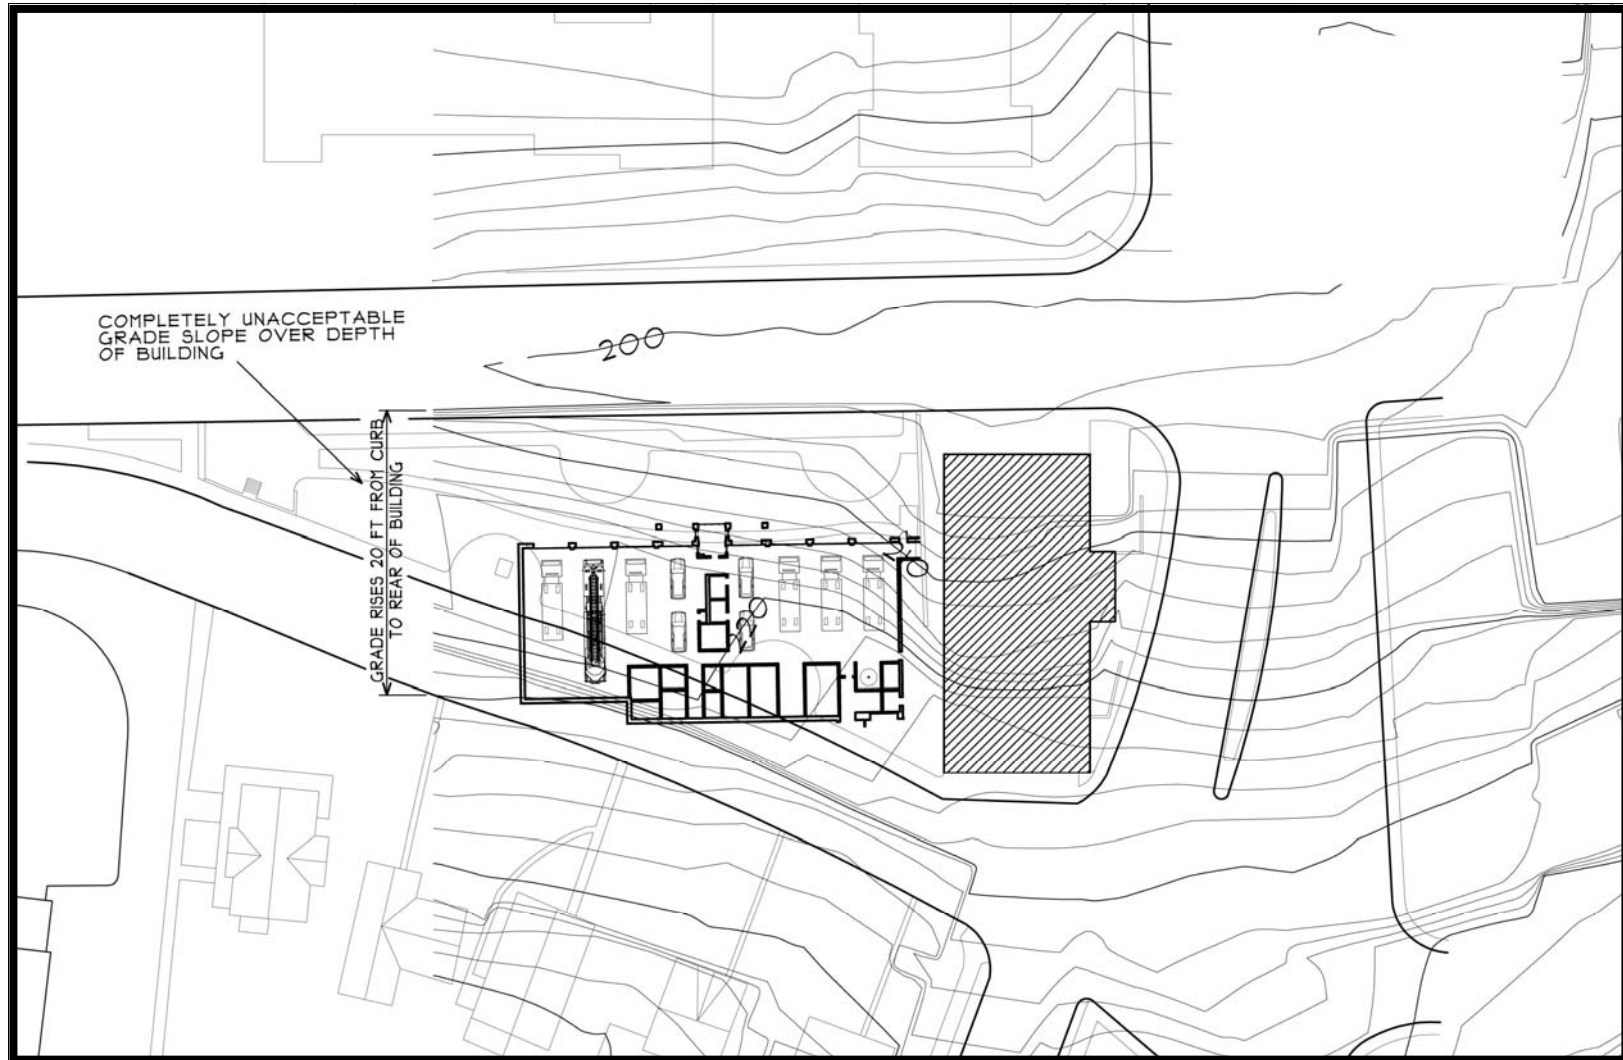 COMPLETELY UNACCEPTABLE
GRADE SLOPE OVER DEPTH
OF BUILDING
200
GRADE RISES 20 FT FROM CURB
TO REAR OF BUILDING